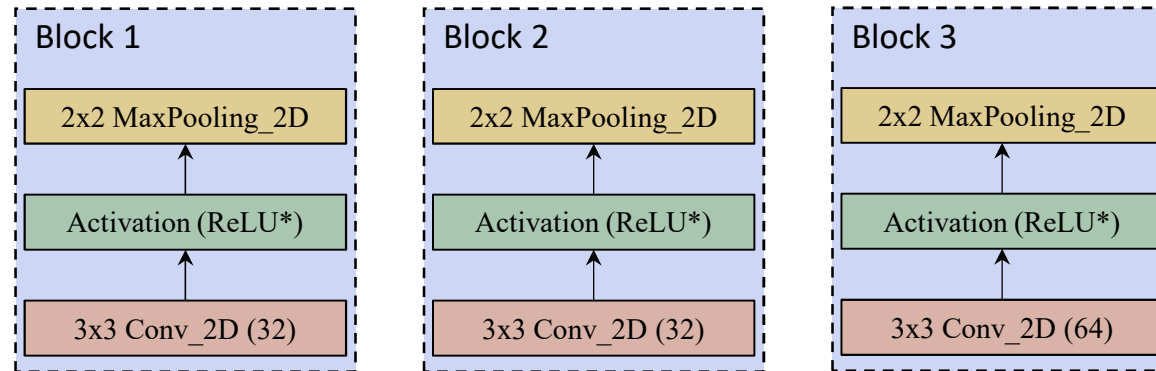 Block 1
2x2 MaxPooling_2D
Activation (ReLU*)
3x3 Conv_2D (32)
Block 2
2x2 MaxPooling_2D
Activation (ReLU*)
3x3 Conv_2D (32)
Block 3
2x2 MaxPooling_2D
Activation (ReLU*)
3x3 Conv_2D (64)